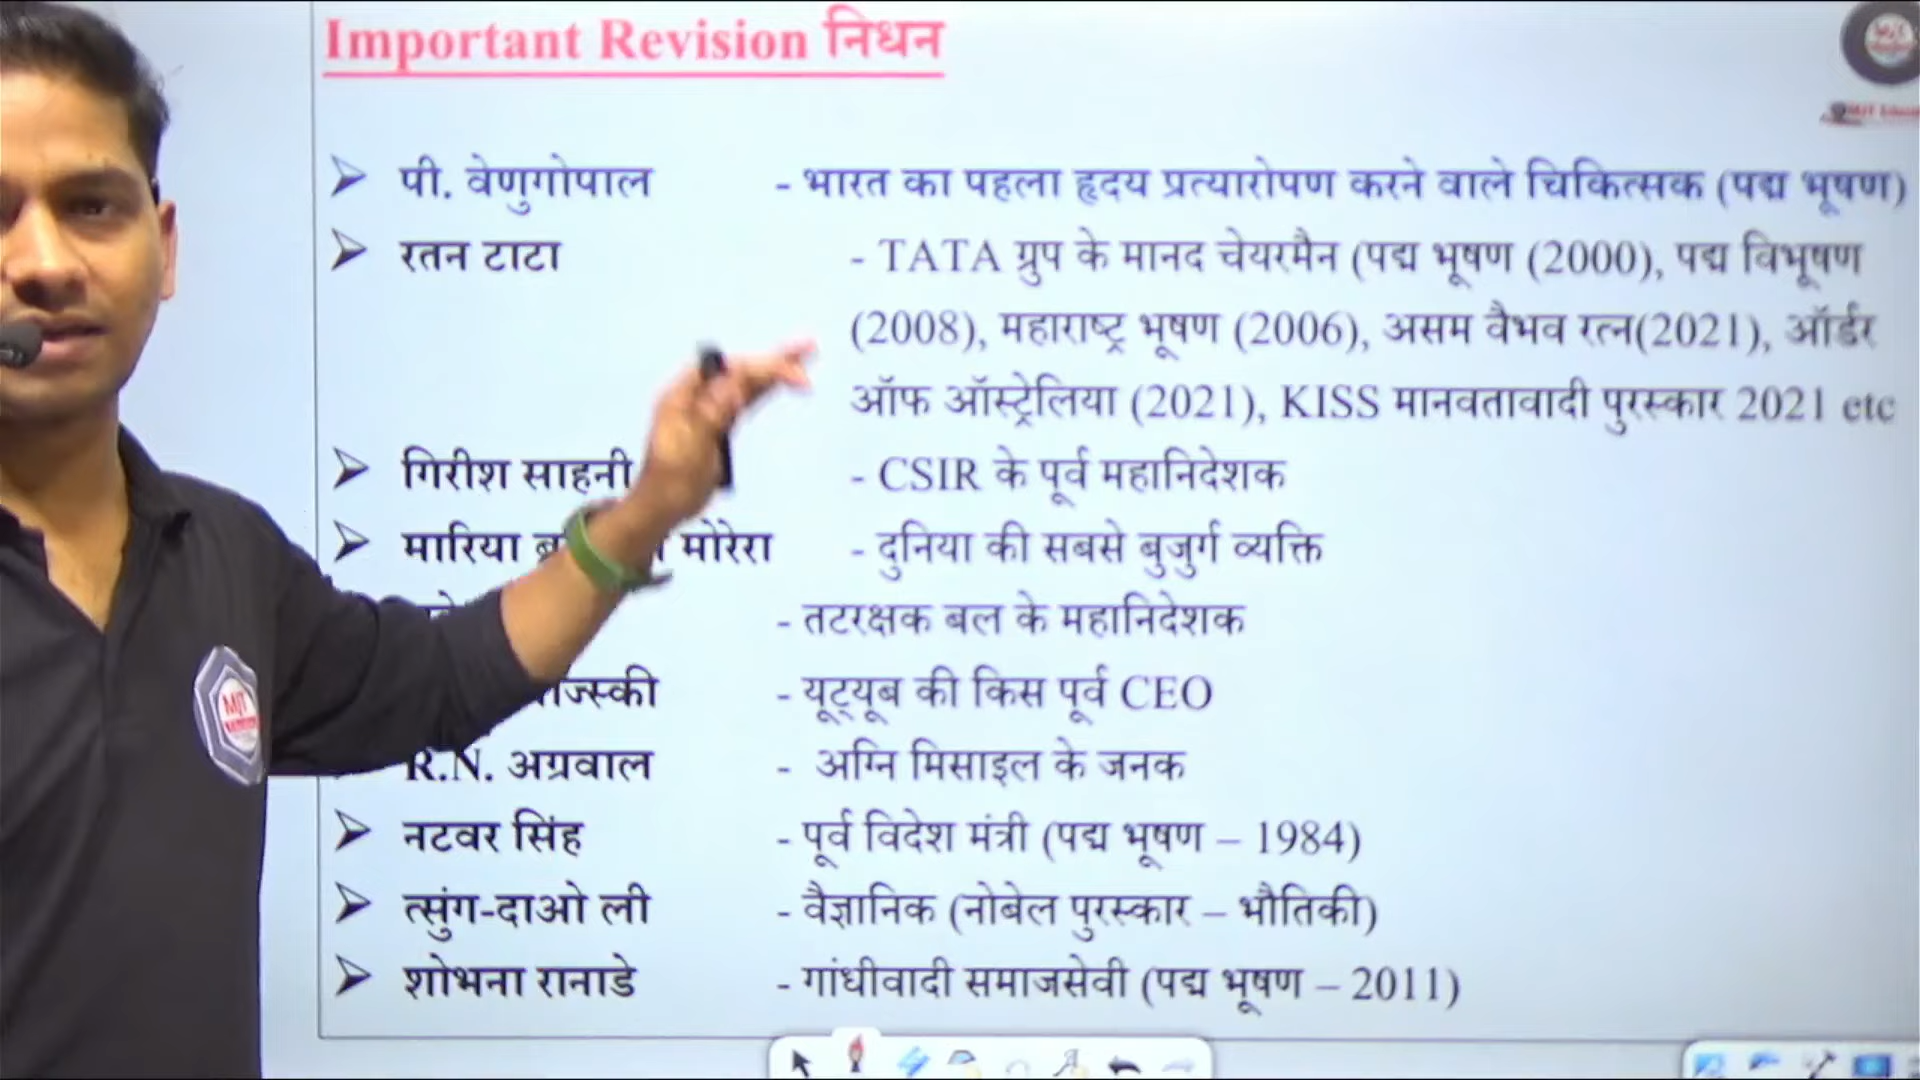 Important Revision निधन
➤ पी. वेणुगोपाल - भारत का पहला हृदय प्रत्यारोपण करने वाले चिकित्सक (पद्म भूषण)
➤ रतन टाटा - TATA ग्रुप के मानद चेयरमैन (पद्म भूषण (2000), पद्म विभूषण
(2008), महाराष्ट्र भूषण (2006), असम वैभव रत्न(2021), ऑर्डर
ऑफ ऑस्ट्रेलिया (2021), KISS मानवतावादी पुरस्कार 2021 etc
➤ गिरीश साहनी - CSIR के पूर्व महानिदेशक
➤ मारिया मोरेरा - दुनिया की सबसे बुजुर्ग व्यक्ति
- तटरक्षक बल के महानिदेशक
- यूट्यूब की किस पूर्व CEO
R.N. अग्रवाल - अग्नि मिसाइल के जनक
➤ नटवर सिंह - पूर्व विदेश मंत्री (पद्म भूषण – 1984)
➤ त्सुंग-दाओ ली - वैज्ञानिक (नोबेल पुरस्कार – भौतिकी)
➤ शोभना रानाडे - गांधीवादी समाजसेवी (पद्म भूषण – 2011)
MJT